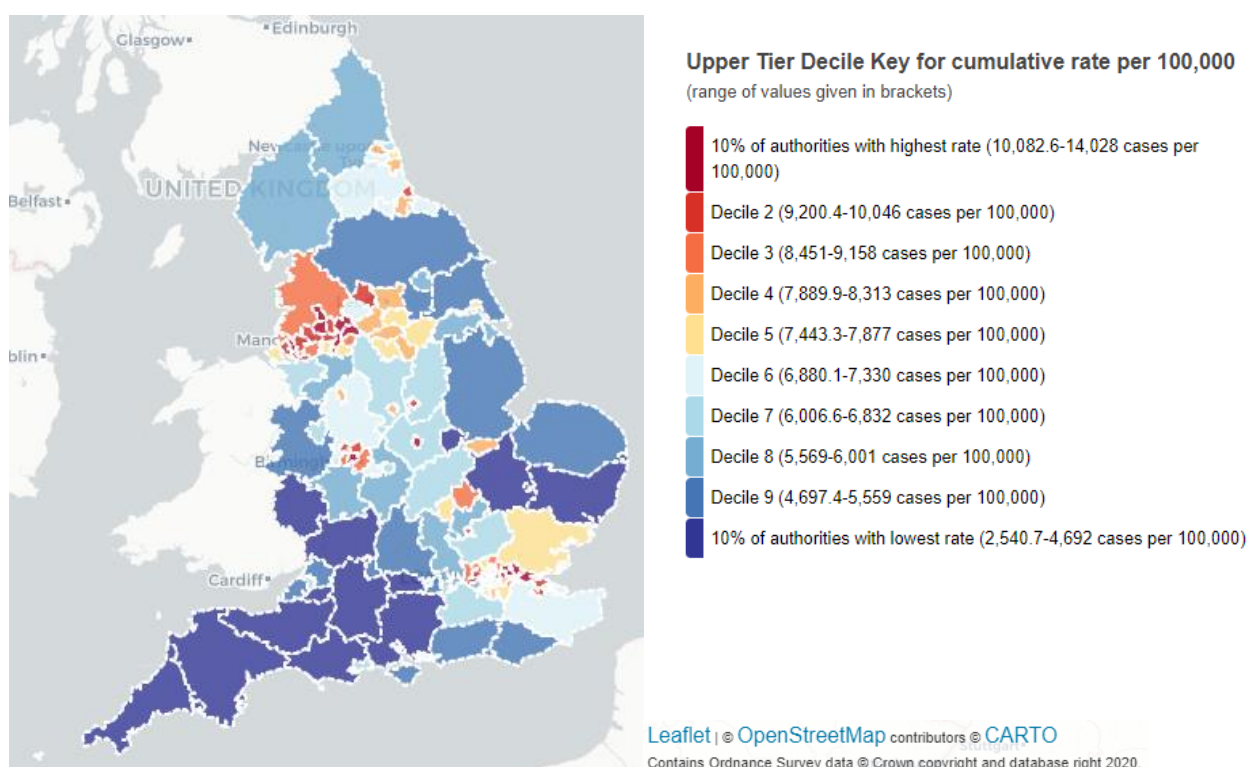 Edinburgh
Glasgow
Newcastle upon
Tyne
UNITED KINGDOM
Belfast
Manc
blin
Birmingh
Cardiff
Upper Tier Decile Key for cumulative rate per 100,000
(range of values given in brackets)
10% of authorities with highest rate (10,082.6-14,028 cases per
100,000)
Decile 2 (9,200.4-10,046 cases per 100,000)
Decile 3 (8,451-9,158 cases per 100,000)
Decile 4 (7,889.9-8,313 cases per 100,000)
Decile 5 (7,443.3-7,877 cases per 100,000)
Decile 6 (6,880.1-7,330 cases per 100,000)
Decile 7 (6,006.6-6,832 cases per 100,000)
Decile 8 (5,569-6,001 cases per 100,000)
Decile 9 (4,697.4-5,559 cases per 100,000)
10% of authorities with lowest rate (2,540.7-4,692 cases per 100,000)
Leaflet | © OpenStreetMap contributors © CARTO
Stuttgart
Contains Ordnance Survey data © Crown copyright and database right 2020.